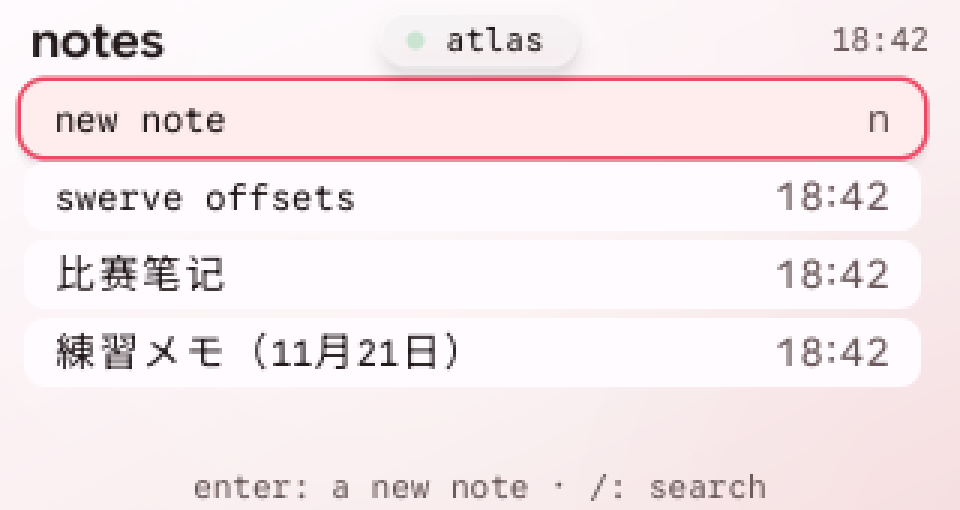 notes atlas 18:42
new note n
swerve offsets 18:42
比赛笔记 18:42
練習メモ（11月21日） 18:42
enter: a new note · /: search